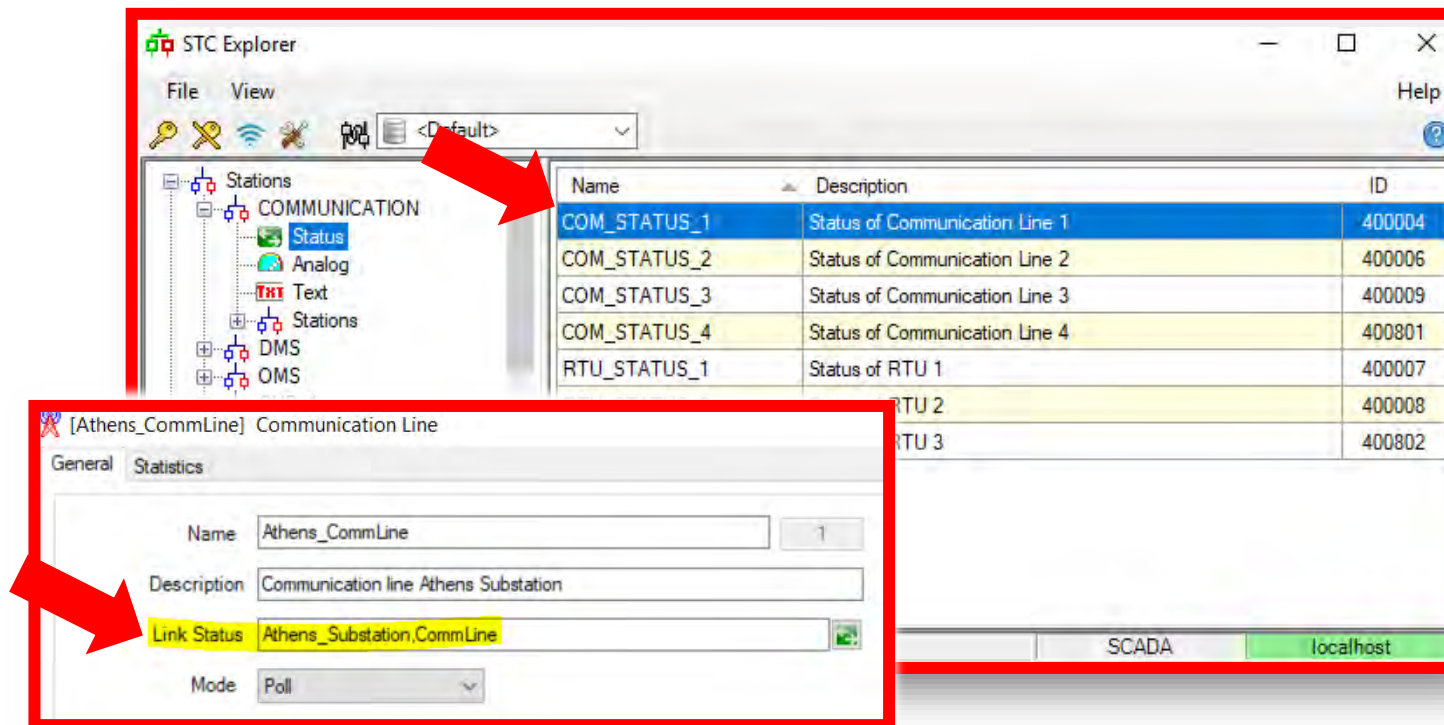 STC Explorer
File View Help
<Default>
Stations
COMMUNICATION
Status
Analog
TXT Text
Stations
DMS
OMS
Name Description ID
COM_STATUS_1 Status of Communication Line 1 400004
COM_STATUS_2 Status of Communication Line 2 400006
COM_STATUS_3 Status of Communication Line 3 400009
COM_STATUS_4 Status of Communication Line 4 400801
RTU_STATUS_1 Status of RTU 1 400007
RTU 2 400008
RTU 3 400802
SCADA localhost
[Athens_CommLine] Communication Line
General Statistics
Name Athens_CommLine 1
Description Communication line Athens Substation
Link Status Athens_Substation,CommLine
Mode Poll